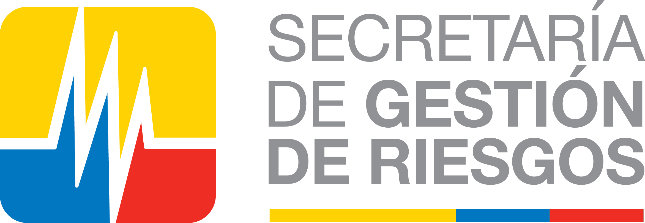 SECRETARÍA
DE GESTIÓN
DE RIESGOS